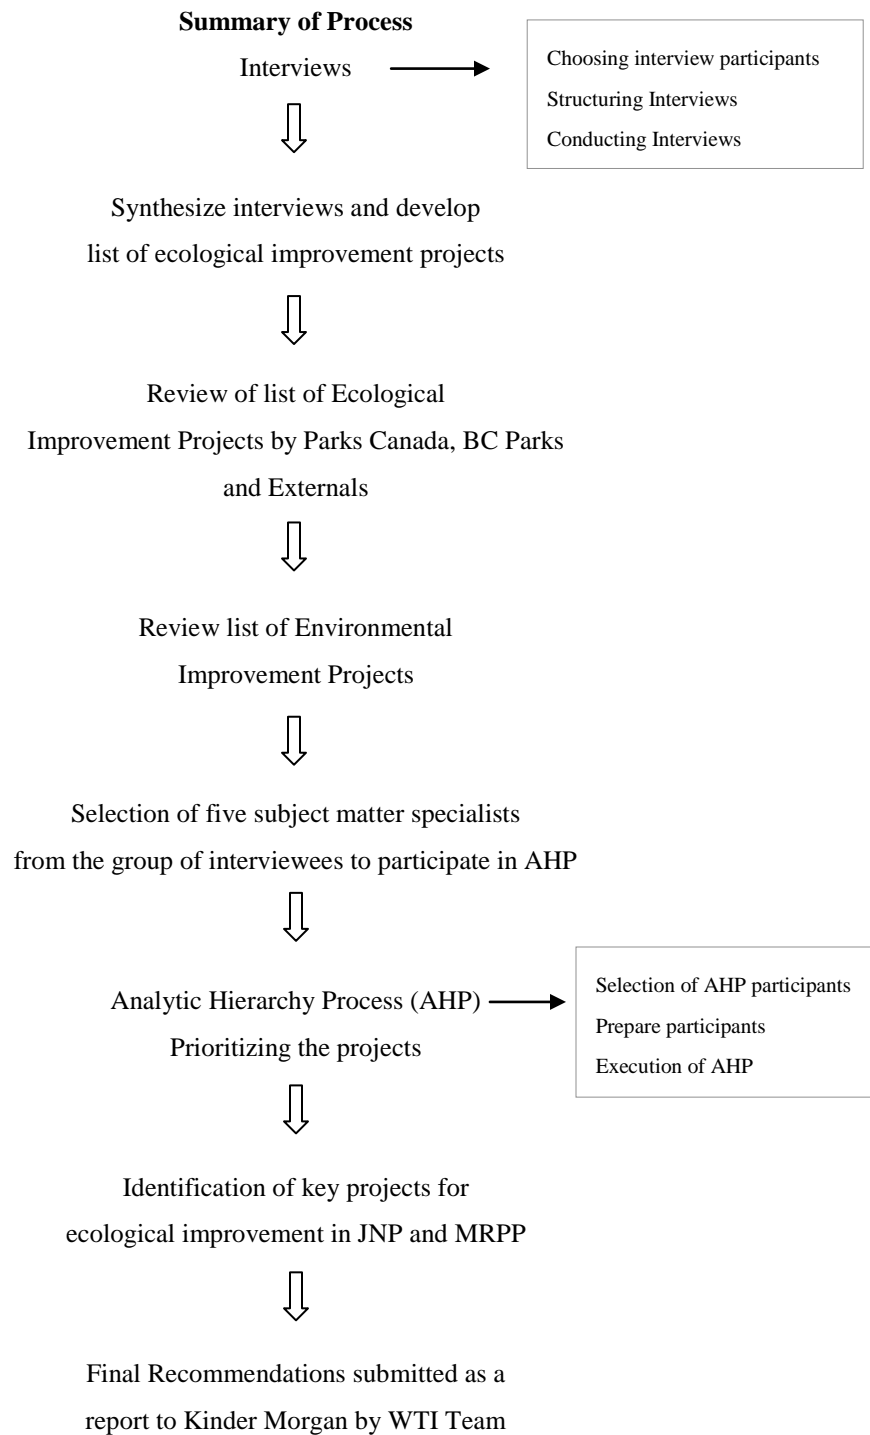 Summary of Process
Interviews
Choosing interview participants
Structuring Interviews
Conducting Interviews
Synthesize interviews and develop
list of ecological improvement projects
Review of list of Ecological
Improvement Projects by Parks Canada, BC Parks
and Externals
Review list of Environmental
Improvement Projects
Selection of five subject matter specialists
from the group of interviewees to participate in AHP
Analytic Hierarchy Process (AHP)
Prioritizing the projects
Selection of AHP participants
Prepare participants
Execution of AHP
Identification of key projects for
ecological improvement in JNP and MRPP
Final Recommendations submitted as a
report to Kinder Morgan by WTI Team